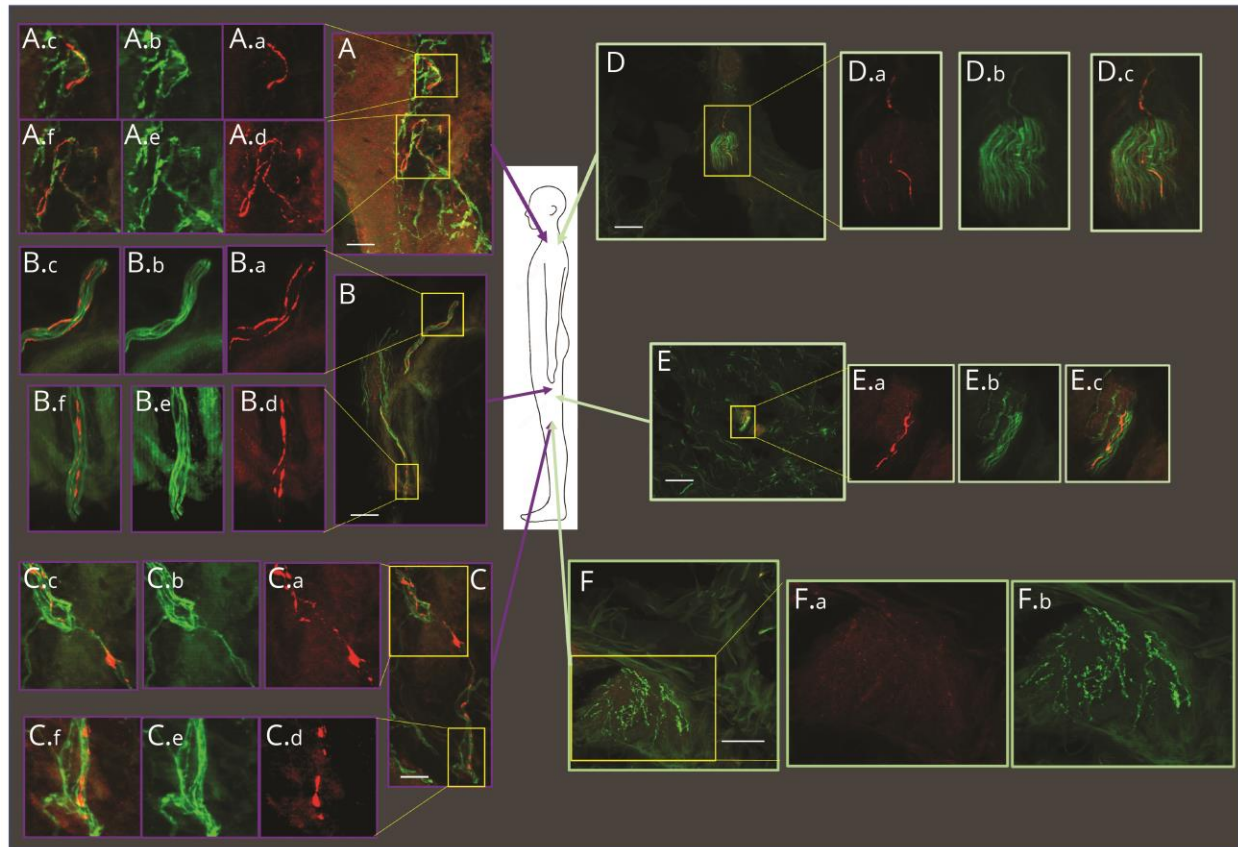 A.c A.b A.a A
A.f A.e A.d
B.c B.b B.a B
B.f B.e B.d
C.c C.b C.a C
C.f C.e C.d
D D.a D.b D.c
E E.a E.b E.c
F F.a F.b